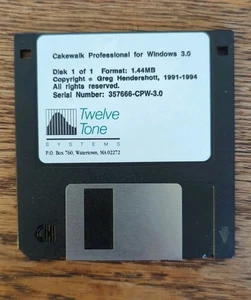 Cakewalk Professional for Windows 3.0
Disk 1 of 1 Format: 1.44MB
Copyright © Greg Hendershott, 1991-1994
All rights reserved.
Serial Number: 357666-CPW-3.0
Twelve
Tone
SYSTEMS
P.O. Box 760, Watertown, MA 02272